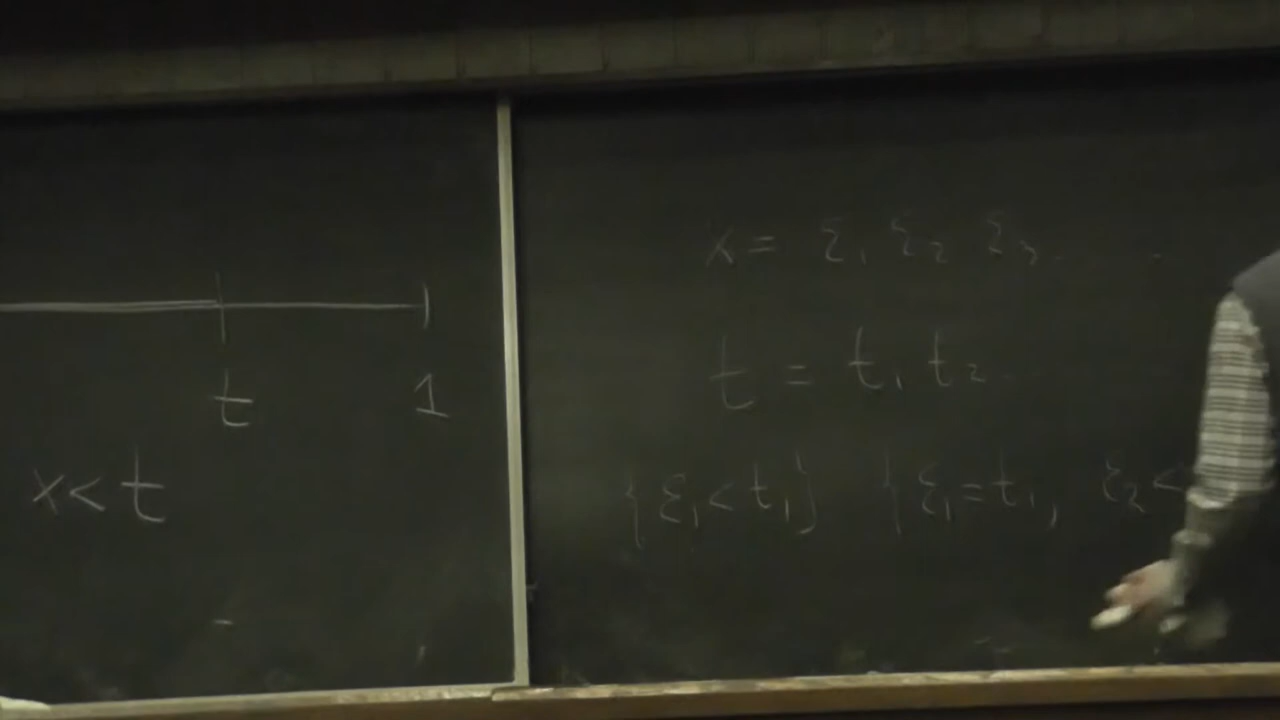 t 1
x < t
x = ε₁ ε₂ ε₃ . . .
t = t₁ t₂ .
{ε₁ < t₁} {ε₁ = t₁, ε₂ <